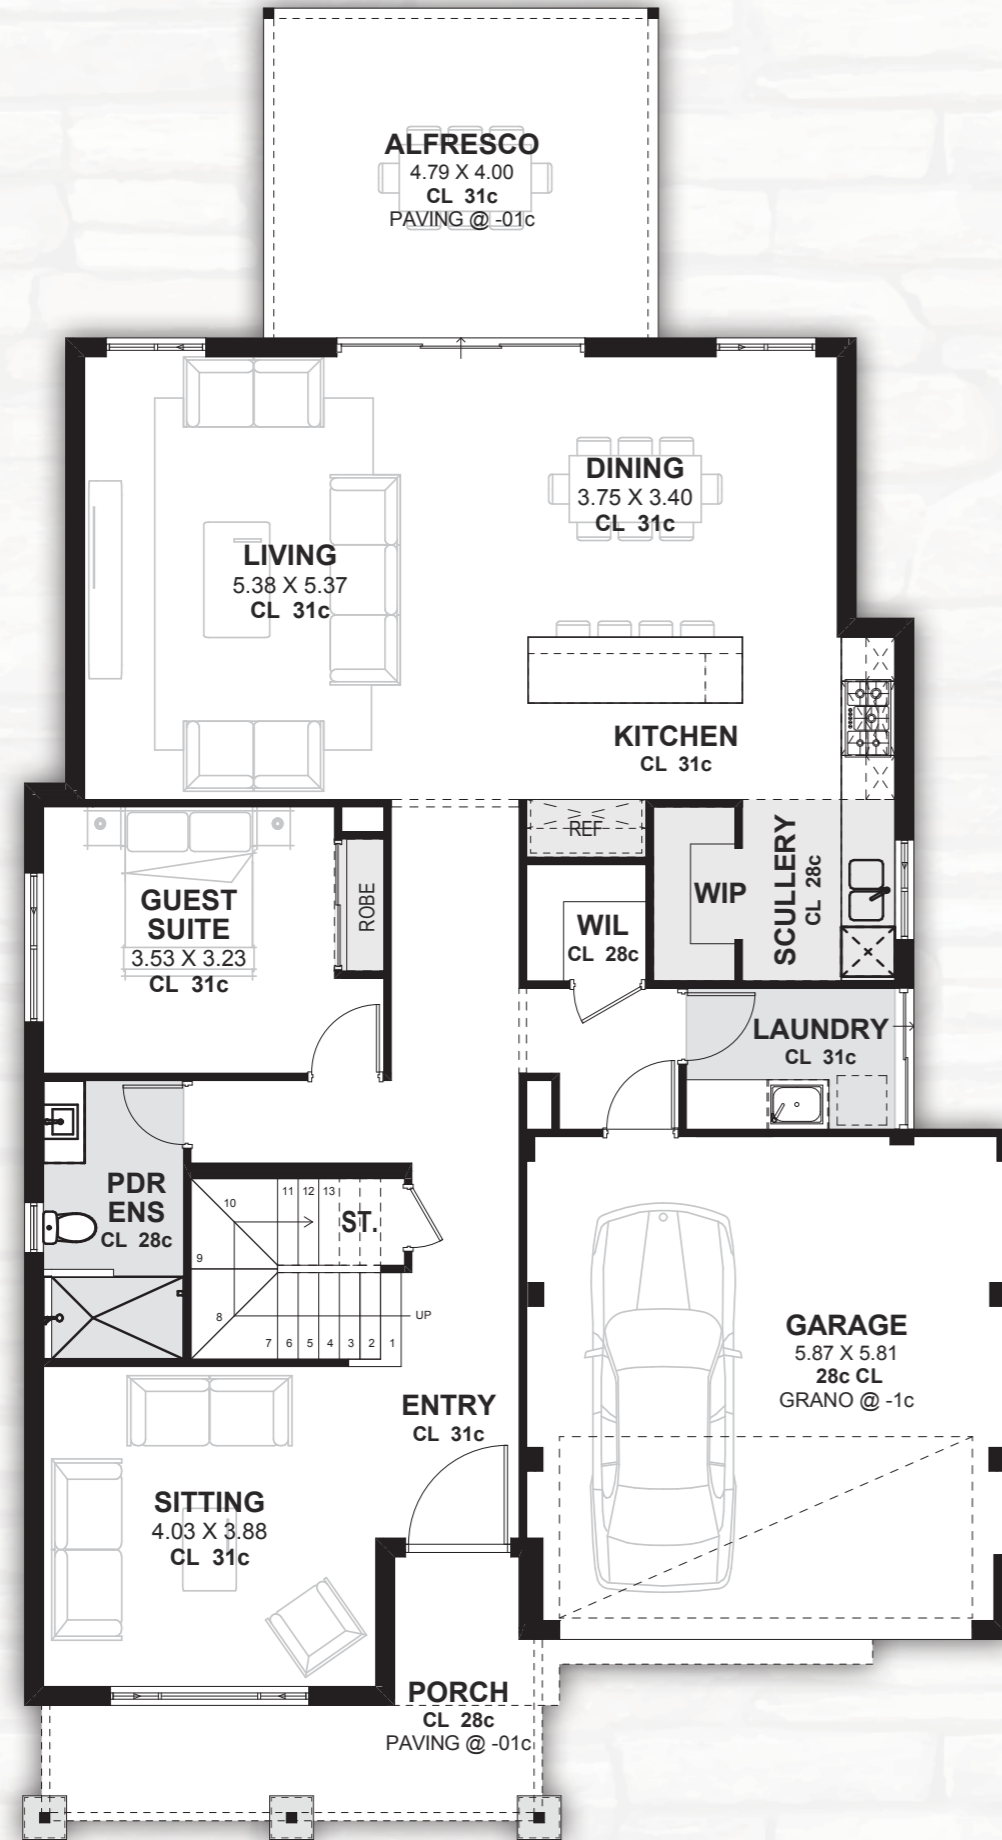 ALFRESCO
4.79 X 4.00
CL 31c
PAVING @ -01c
DINING
3.75 X 3.40
CL 31c
LIVING
5.38 X 5.37
CL 31c
KITCHEN
CL 31c
REF
WIP
SCULLERY
CL 28c
GUEST
SUITE
3.53 X 3.23
CL 31c
ROBE
WIL
CL 28c
LAUNDRY
CL 31c
PDR
ENS
CL 28c
10
11 12 13
ST.
9
8
7 6 5 4 3 2 1
UP
GARAGE
5.87 X 5.81
28c CL
GRANO @ -1c
ENTRY
CL 31c
SITTING
4.03 X 3.88
CL 31c
PORCH
CL 28c
PAVING @ -01c